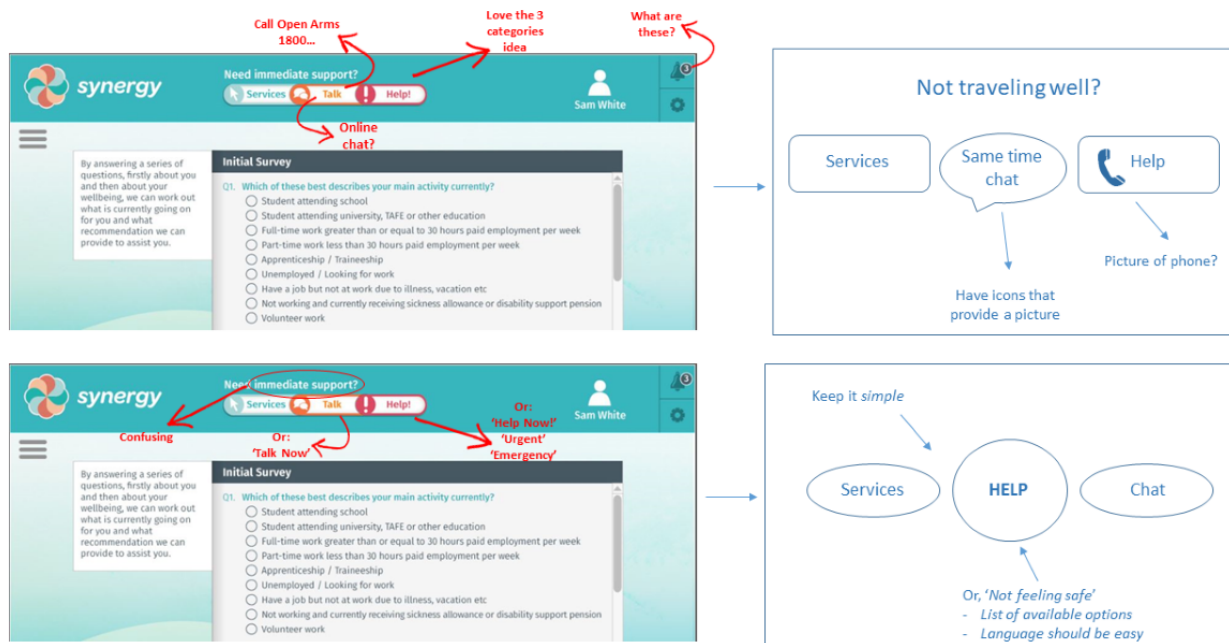 Call Open Arms
1800...
Love the 3
categories
idea
What are
these?
synergy
Need immediate support?
Services
Talk
Help!
Sam White
3
Online
chat?
By answering a series of
questions, firstly about you
and then about your
wellbeing, we can work out
what is currently going on
for you and what
recommendation we can
provide to assist you.
Initial Survey
Q1. Which of these best describes your main activity currently?
Student attending school
Student attending university, TAFE or other education
Full-time work greater than or equal to 30 hours paid employment per week
Part-time work less than 30 hours paid employment per week
Apprenticeship / Traineeship
Unemployed / Looking for work
Have a job but not at work due to illness, vacation etc
Not working and currently receiving sickness allowance or disability support pension
Volunteer work
Not traveling well?
Services
Same time
chat
Help
Picture of phone?
Have icons that
provide a picture
synergy
Need immediate support?
Services
Talk
Help!
Sam White
3
Confusing
Or:
'Talk Now'
Or:
'Help Now!'
'Urgent'
'Emergency'
By answering a series of
questions, firstly about you
and then about your
wellbeing, we can work out
what is currently going on
for you and what
recommendation we can
provide to assist you.
Initial Survey
Q1. Which of these best describes your main activity currently?
Student attending school
Student attending university, TAFE or other education
Full-time work greater than or equal to 30 hours paid employment per week
Part-time work less than 30 hours paid employment per week
Apprenticeship / Traineeship
Unemployed / Looking for work
Have a job but not at work due to illness, vacation etc
Not working and currently receiving sickness allowance or disability support pension
Volunteer work
Keep it simple
Services
HELP
Chat
Or, 'Not feeling safe'
- List of available options
- Language should be easy